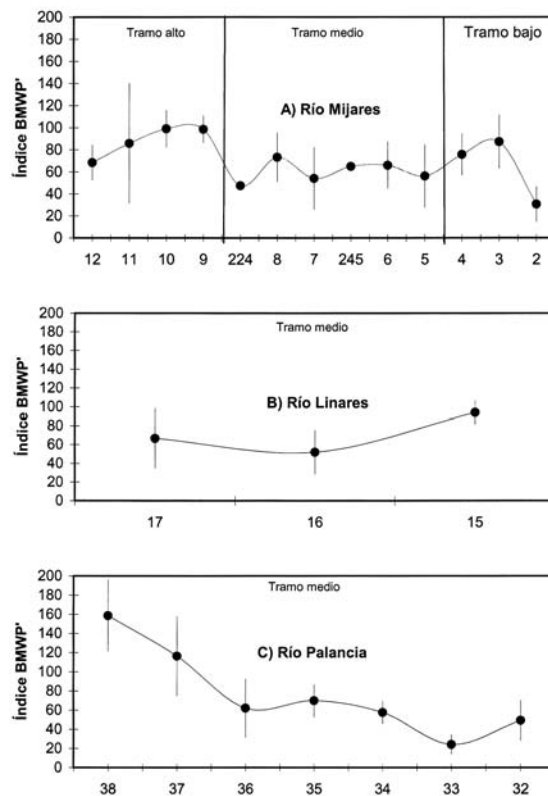 Índice BMWP'
200
180
160
140
120
100
80
60
40
20
0
Tramo alto Tramo medio Tramo bajo
A) Río Mijares
12 11 10 9 224 8 7 245 6 5 4 3 2
Índice BMWP'
200
180
160
140
120
100
80
60
40
20
0
Tramo medio
B) Río Linares
17 16 15
Índice BMWP'
200
180
160
140
120
100
80
60
40
20
0
Tramo medio
C) Río Palancia
38 37 36 35 34 33 32